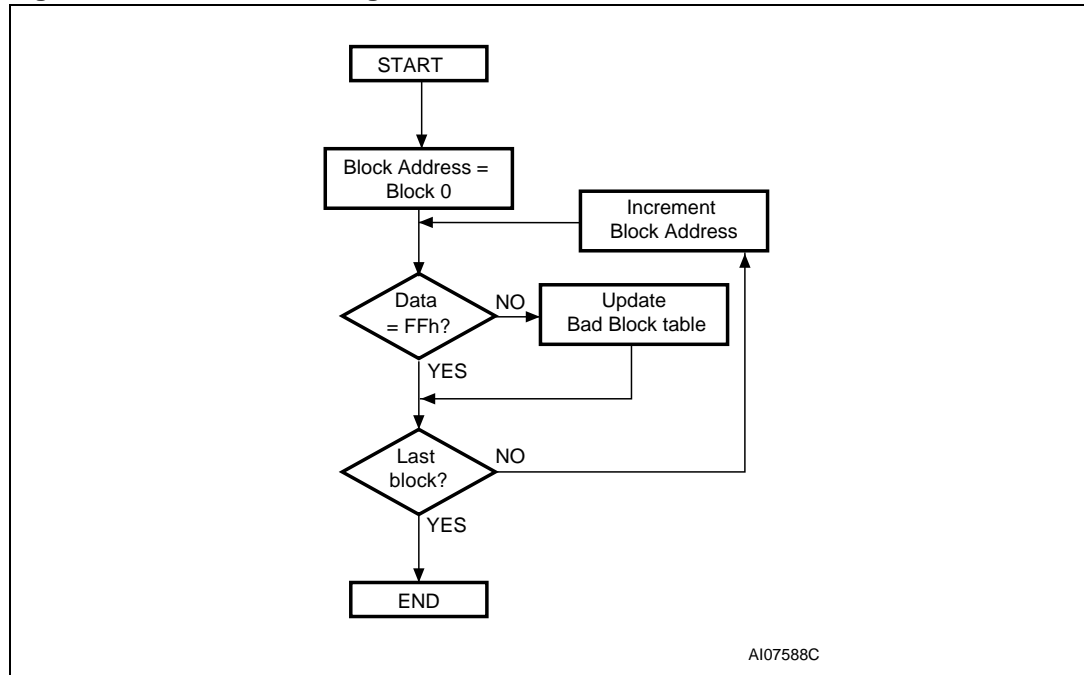 START
Block Address =
Block 0
Increment
Block Address
Data
= FFh?
NO
Update
Bad Block table
YES
Last
block?
NO
YES
END
AI07588C